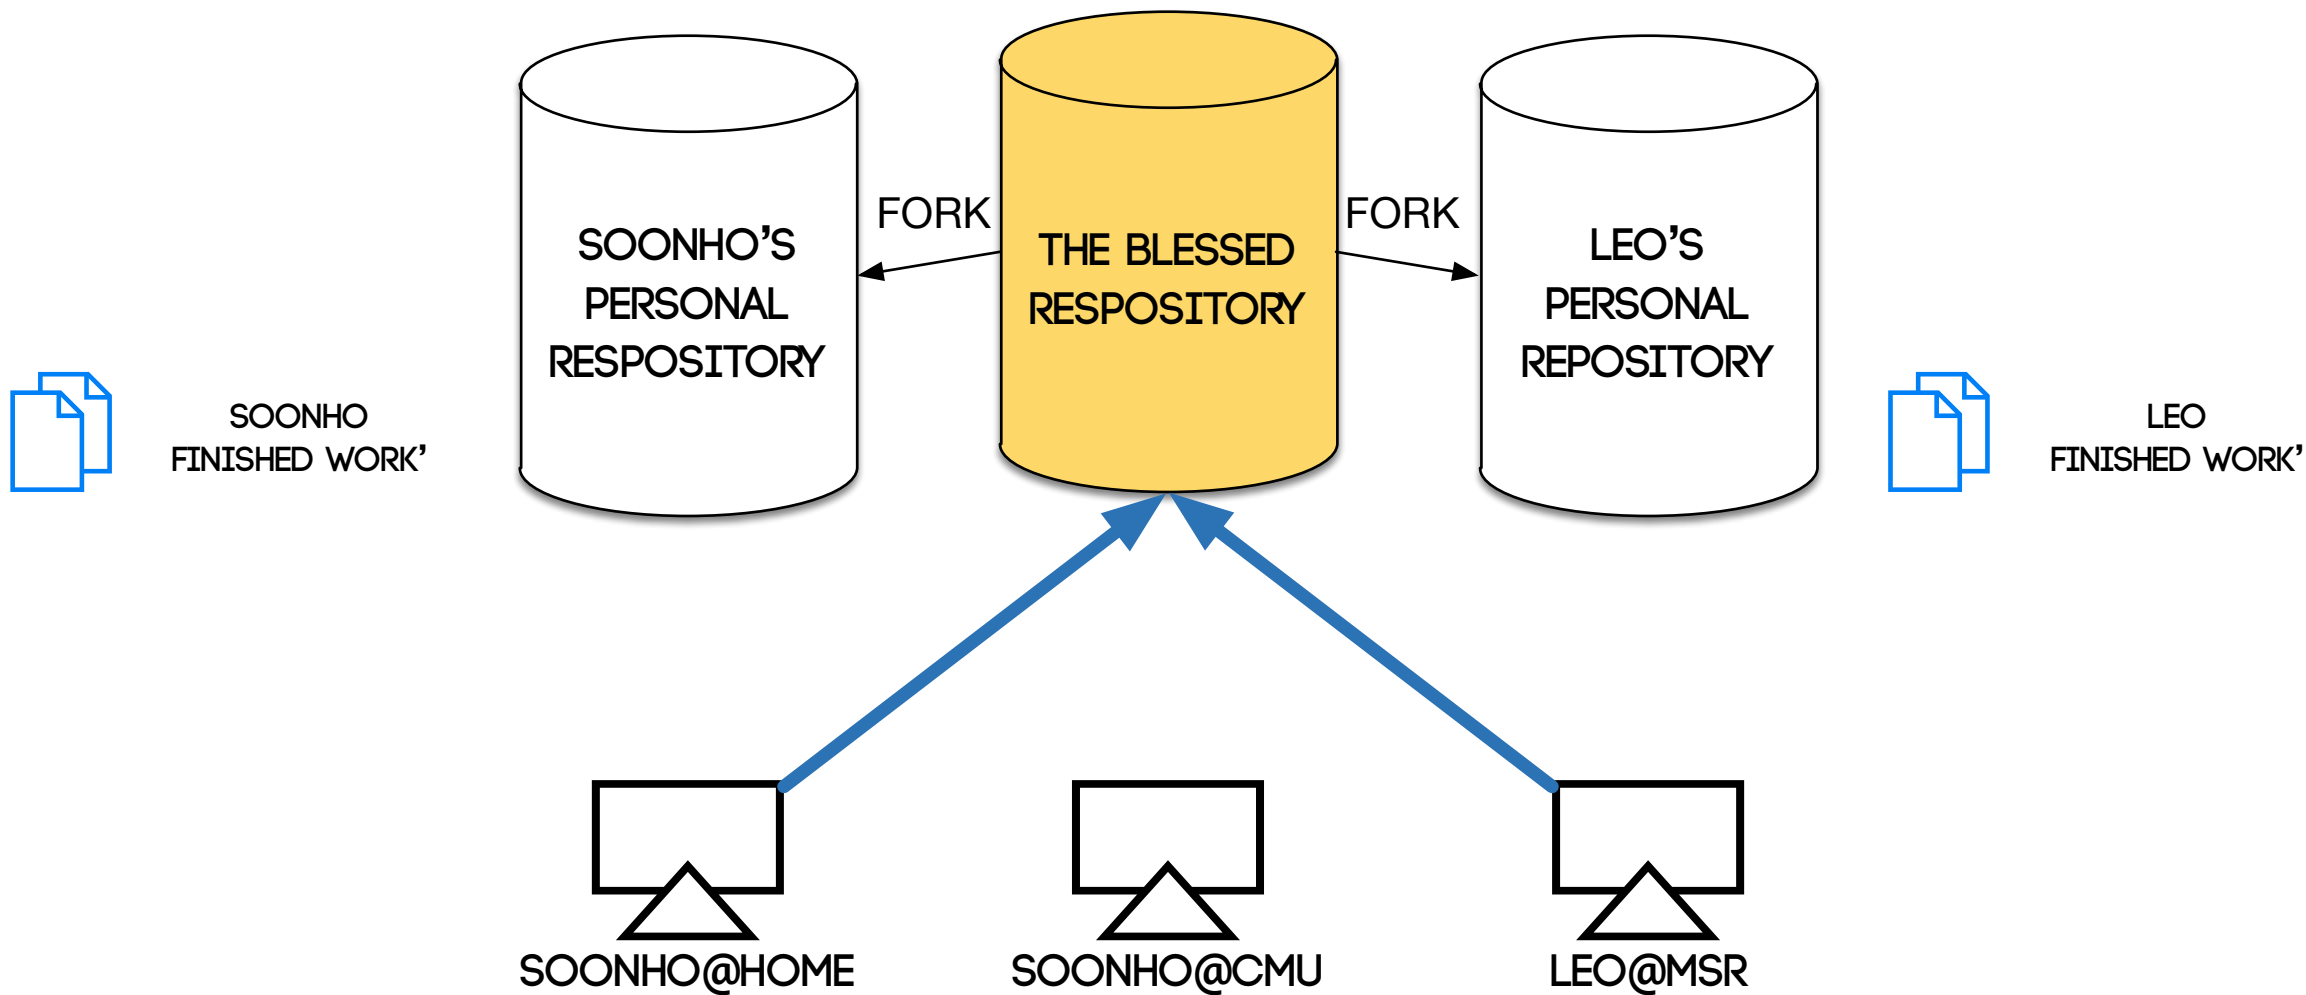 FORK
FORK
SOONHO'S
PERSONAL
RESPOSITORY
THE BLESSED
RESPOSITORY
LEO'S
PERSONAL
REPOSITORY
SOONHO
FINISHED WORK'
LEO
FINISHED WORK'
SOONHO@HOME
SOONHO@CMU
LEO@MSR